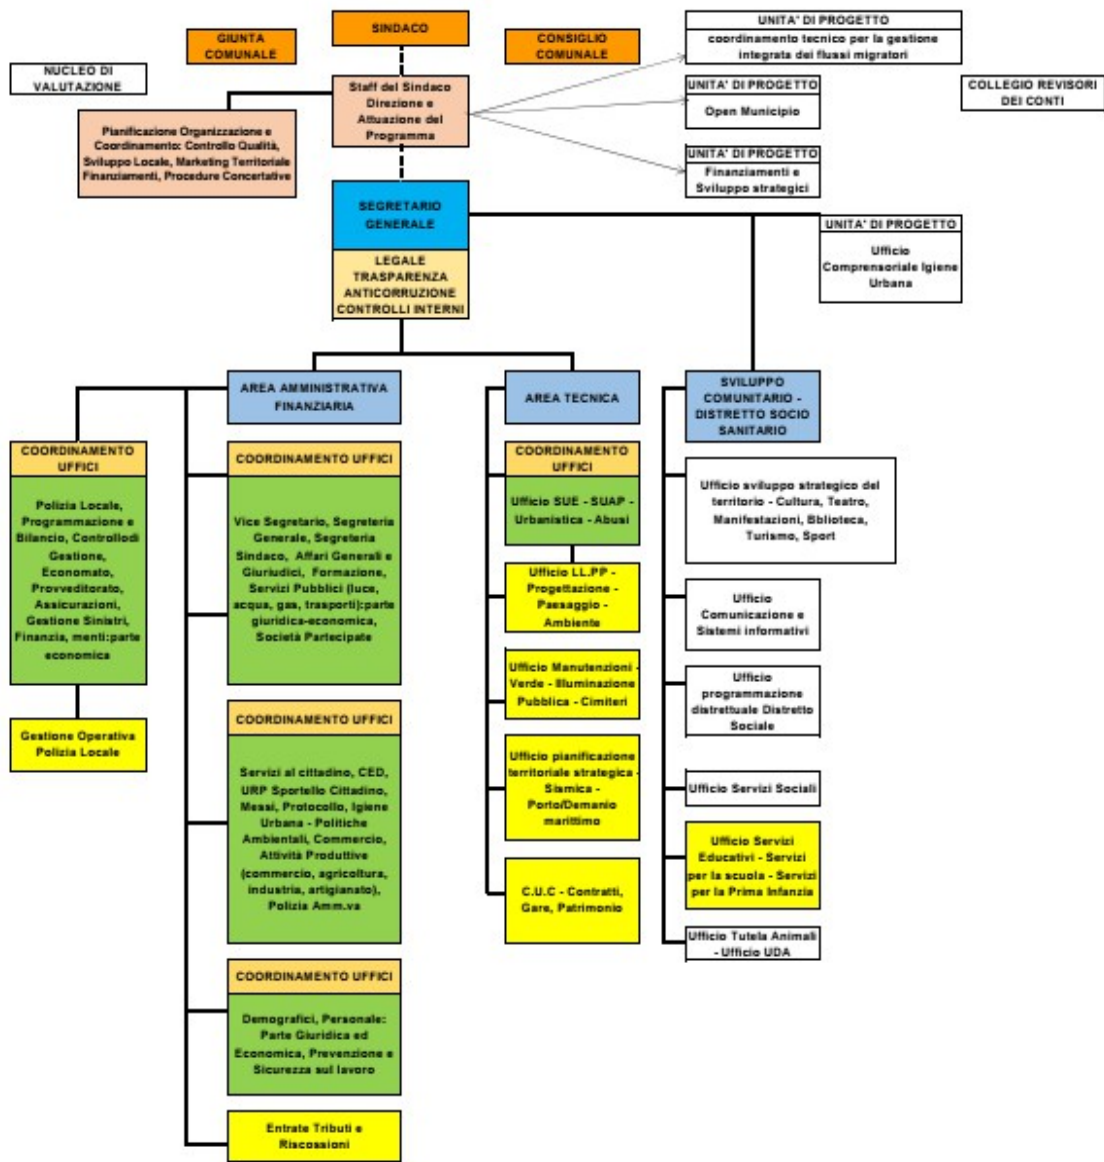 SINDACO
GIUNTA
COMUNALE
CONSIGLIO
COMUNALE
UNITA' DI PROGETTO
coordinamento tecnico per la gestione
integrata dei flussi migratori
NUCLEO DI
VALUTAZIONE
Staff del Sindaco
Direzione e
Attuazione del
Programma
UNITA' DI PROGETTO
Open Municipio
COLLEGIO REVISORI
DEI CONTI
Pianificazione Organizzazione e
Coordinamento: Controllo Qualità,
Sviluppo Locale, Marketing Territoriale
Finanziamenti, Procedure Concertative
UNITA' DI PROGETTO
Finanziamenti e
Sviluppo strategici
SEGRETARIO
GENERALE
LEGALE
TRASPARENZA
ANTICORRUZIONE
CONTROLLI INTERNI
UNITA' DI PROGETTO
Ufficio
Comprensoriale Igiene
Urbana
AREA AMMINISTRATIVA
FINANZIARIA
AREA TECNICA
SVILUPPO
COMUNITARIO -
DISTRETTO SOCIO
SANITARIO
COORDINAMENTO
UFFICI
Polizia Locale,
Programmazione e
Bilancio, Controllodi
Gestione,
Economato,
Provveditorato,
Assicurazioni,
Gestione Sinistri,
Finanzia, menti:parte
economica
Gestione Operativa
Polizia Locale
COORDINAMENTO UFFICI
Vice Segretario, Segreteria
Generale, Segreteria
Sindaco, Affari Generali e
Giuriudici, Formazione,
Servizi Pubblici (luce,
acqua, gas, trasporti):parte
giuridica-economica,
Società Partecipate
COORDINAMENTO UFFICI
Servizi al cittadino, CED,
URP Sportello Cittadino,
Messi, Protocollo, Igiene
Urbana - Politiche
Ambientali, Commercio,
Attività Produttive
(commercio, agricoltura,
industria, artigianato),
Polizia Amm.va
COORDINAMENTO UFFICI
Demografici, Personale:
Parte Giuridica ed
Economica, Prevenzione e
Sicurezza sul lavoro
Entrate Tributi e
Riscossioni
COORDINAMENTO
UFFICI
Ufficio SUE - SUAP -
Urbanistica - Abusi
Ufficio LL.PP -
Progettazione -
Paesaggio -
Ambiente
Ufficio Manutenzioni -
Verde - Illuminazione
Pubblica - Cimiteri
Ufficio pianificazione
territoriale strategica -
Sismica -
Porto/Demanio
marittimo
C.U.C - Contratti,
Gare, Patrimonio
Ufficio sviluppo strategico del
territorio - Cultura, Teatro,
Manifestazioni, Bblioteca,
Turismo, Sport
Ufficio
Comunicazione e
Sistemi informativi
Ufficio
programmazione
distrettuale Distretto
Sociale
Ufficio Servizi Sociali
Ufficio Servizi
Educativi - Servizi
per la scuola - Servizi
per la Prima Infanzia
Ufficio Tutela Animali
- Ufficio UDA